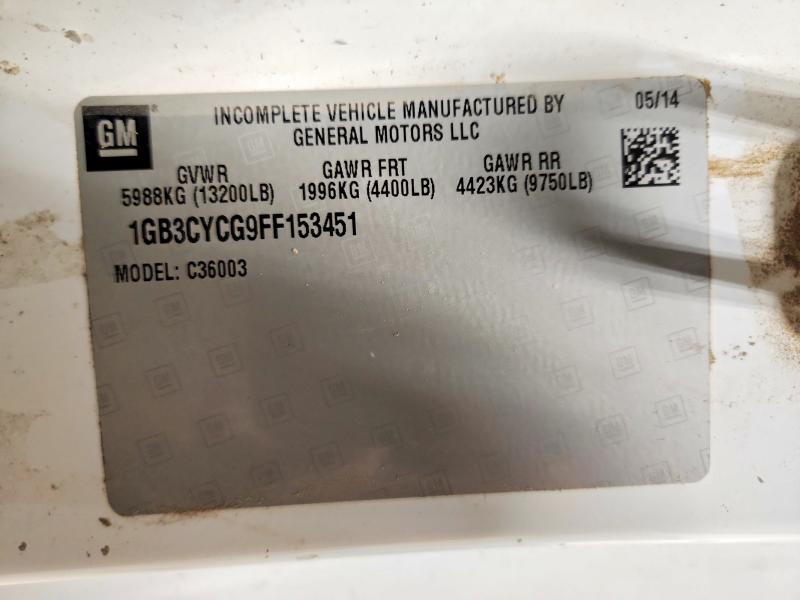 GM
INCOMPLETE VEHICLE MANUFACTURED BY
GENERAL MOTORS LLC
05/14
GVWR
5988KG (13200LB)
GAWR FRT
1996KG (4400LB)
GAWR RR
4423KG (9750LB)
1GB3CYCG9FF153451
MODEL: C36003